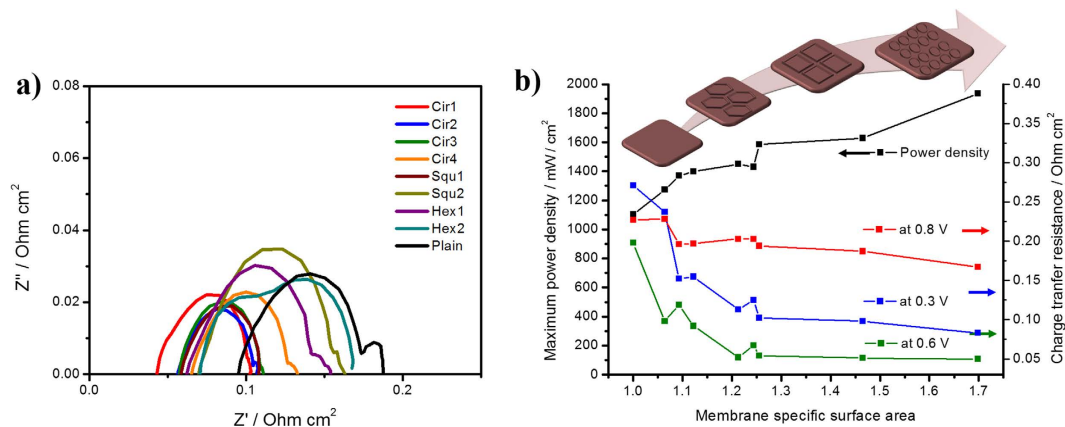 a)
0.08
0.06
0.04
0.02
0.00
0.0
0.1
0.2
Z" / Ohm cm2
Z' / Ohm cm2
Cir1
Cir2
Cir3
Cir4
Squ1
Squ2
Hex1
Hex2
Plain
b)
2000
1800
1600
1400
1200
1000
800
600
400
200
0
Maximum power density / mW / cm2
1.0
1.1
1.2
1.3
1.4
1.5
1.6
1.7
Membrane specific surface area
0.40
0.35
0.30
0.25
0.20
0.15
0.10
0.05
Charge tranfer resistance / Ohm cm2
Power density
at 0.8 V
at 0.3 V
at 0.6 V